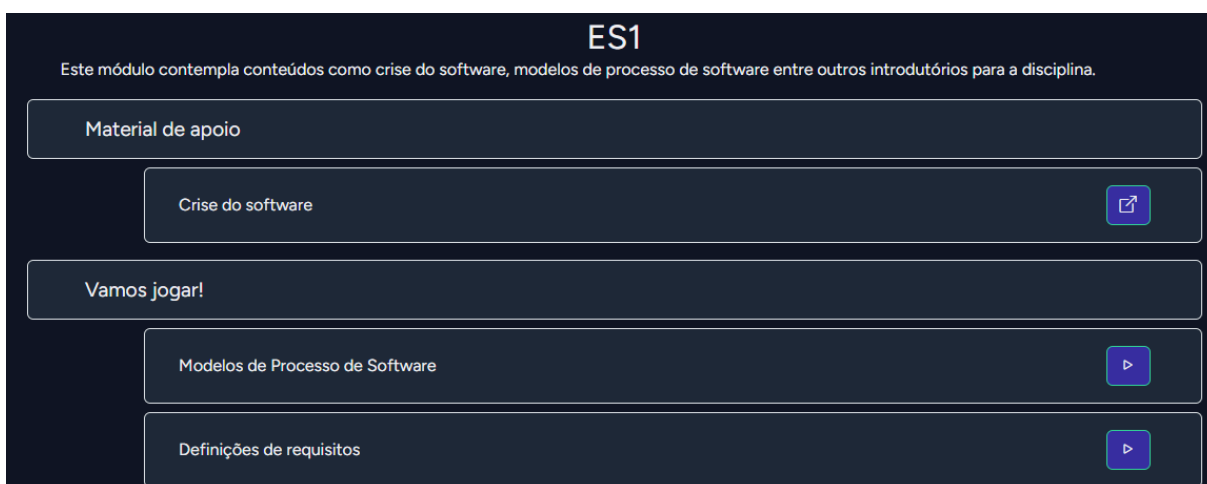 ES1
Este módulo contempla conteúdos como crise do software, modelos de processo de software entre outros introdutórios para a disciplina.
Material de apoio
Crise do software
Vamos jogar!
Modelos de Processo de Software
Definições de requisitos